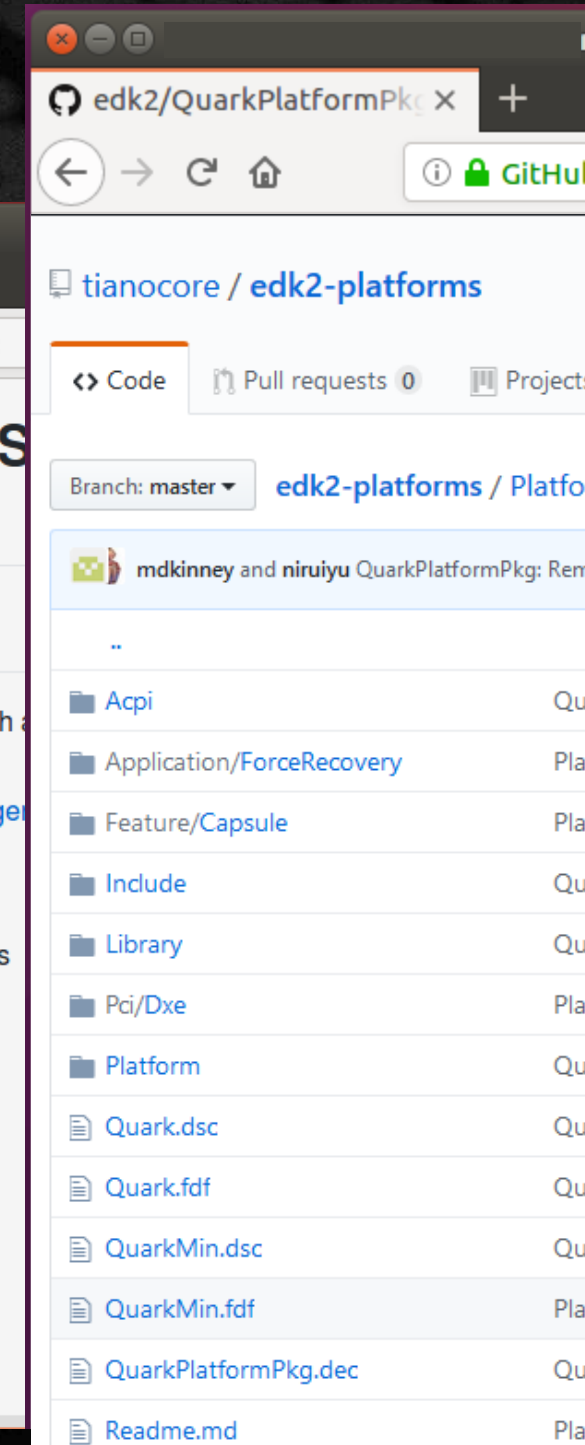 edk2/QuarkPlatformPkg
GitHub
tianocore / edk2-platforms
Code Pull requests 0 Projects
Branch: master edk2-platforms / Platfo
mdkinney and niruiyu QuarkPlatformPkg: Rem
..
Acpi Qu
Application/ForceRecovery Pla
Feature/Capsule Pla
Include Qu
Library Qu
Pci/Dxe Pla
Platform Qu
Quark.dsc Qu
Quark.fdf Qu
QuarkMin.dsc Qu
QuarkMin.fdf Pla
QuarkPlatformPkg.dec Qu
Readme.md Pla